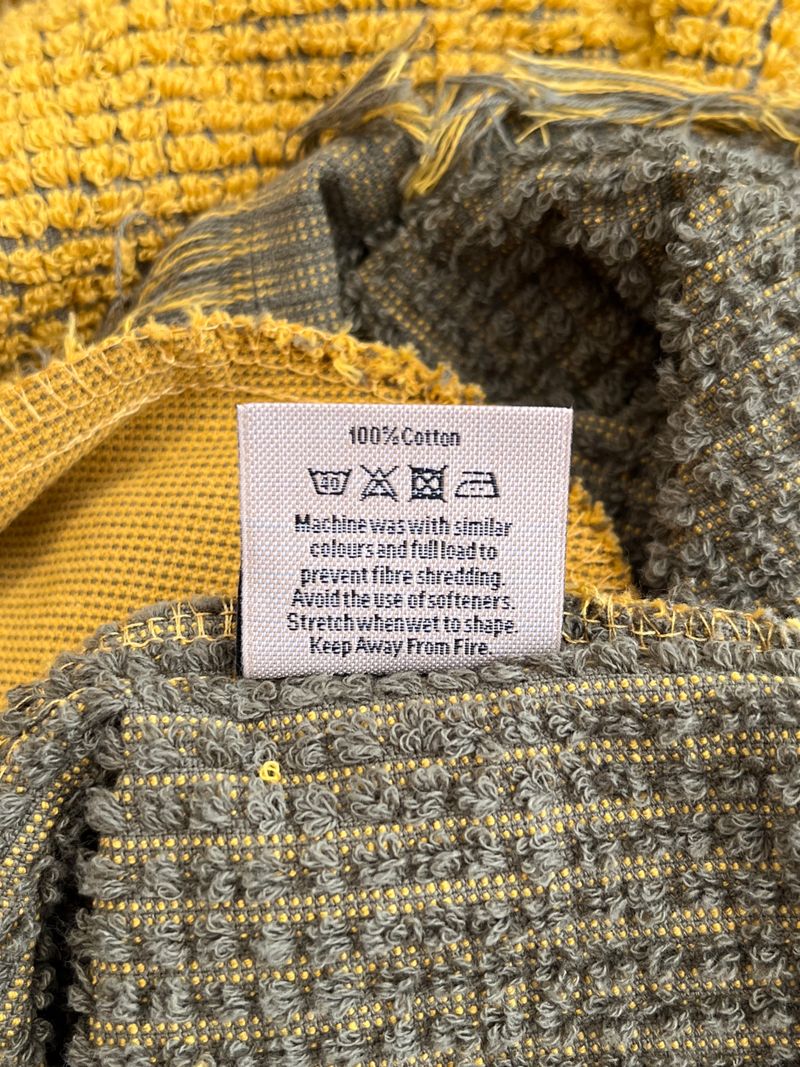 100%Cotton
40
Machine was with similar
colours and full load to
prevent fibre shredding.
Avoid the use of softeners.
Stretch when wet to shape.
Keep Away From Fire.